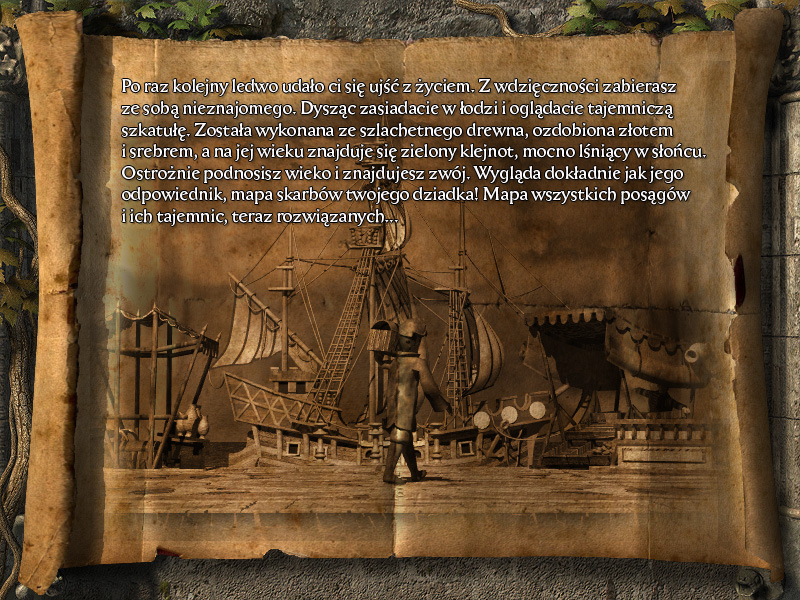 Po raz kolejny ledwo udało ci się ujść z życiem. Z wdzięczności zabierasz
ze sobą nieznajomego. Dysząc zasiadacie w łodzi i oglądacie tajemniczą
szkatułę. Została wykonana ze szlachetnego drewna, ozdobiona złotem
i srebrem, a na jej wieku znajduje się zielony klejnot, mocno lśniący w słońcu.
Ostrożnie podnosisz wieko i znajdujesz zwój. Wygląda dokładnie jak jego
odpowiednik, mapa skarbów twojego dziadka! Mapa wszystkich posągów
i ich tajemnic, teraz rozwiązanych...